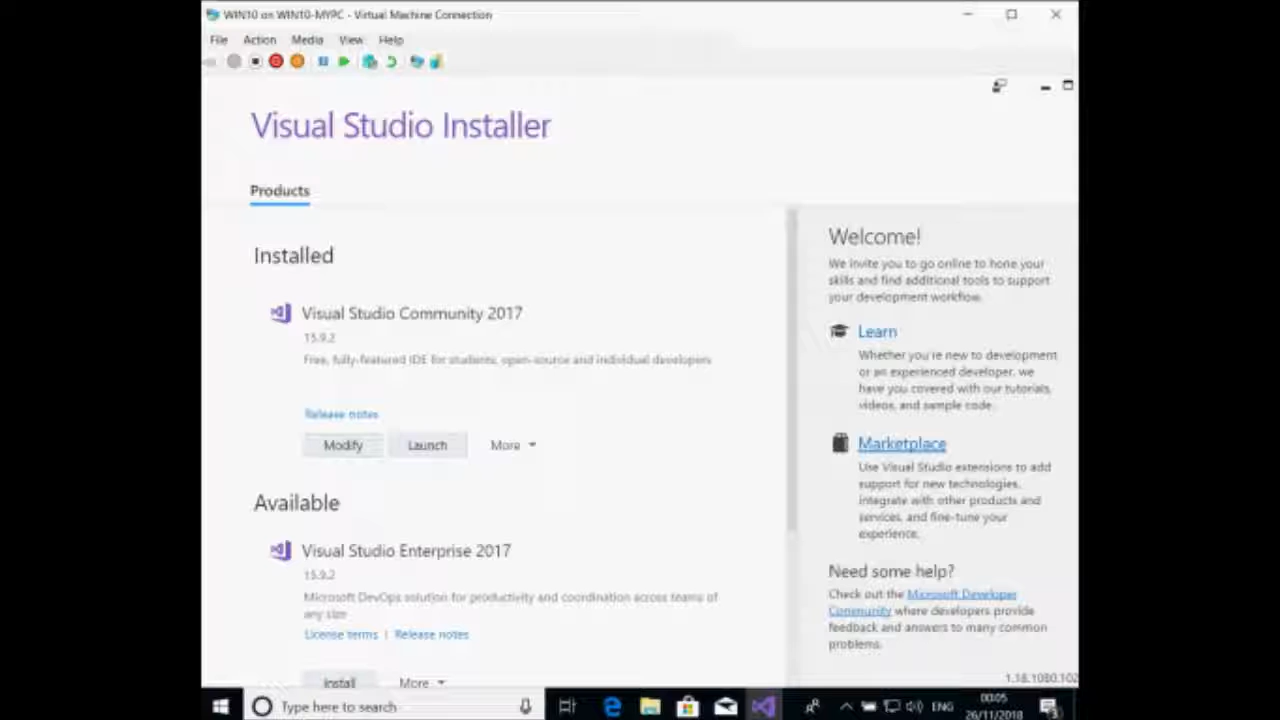 WIN10 on WIN10-MYPC - Virtual Machine Connection
File Action Media View Help
Visual Studio Installer
Products
Installed
Visual Studio Community 2017
15.9.2
Free, fully-featured IDE for students, open-source and individual developers
Release notes
Modify Launch More
Available
Visual Studio Enterprise 2017
15.9.2
Microsoft DevOps solution for productivity and coordination across teams of
any size
License terms | Release notes
Install More
Welcome!
We invite you to go online to hone your
skills and find additional tools to support
your development workflow.
Learn
Whether you're new to development
or an experienced developer, we
have you covered with our tutorials,
videos, and sample code.
Marketplace
Use Visual Studio extensions to add
support for new technologies,
integrate with other products and
services, and fine-tune your
experience.
Need some help?
Check out the Microsoft Developer
Community where developers provide
feedback and answers to many common
problems.
1.18.1080.102
Type here to search
ENG
00:05
26/11/2018
3